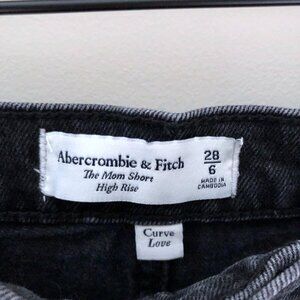 Abercrombie & Fitch
The Mom Short
High Rise
28
6
MADE IN
CAMBODIA
Curve
Love